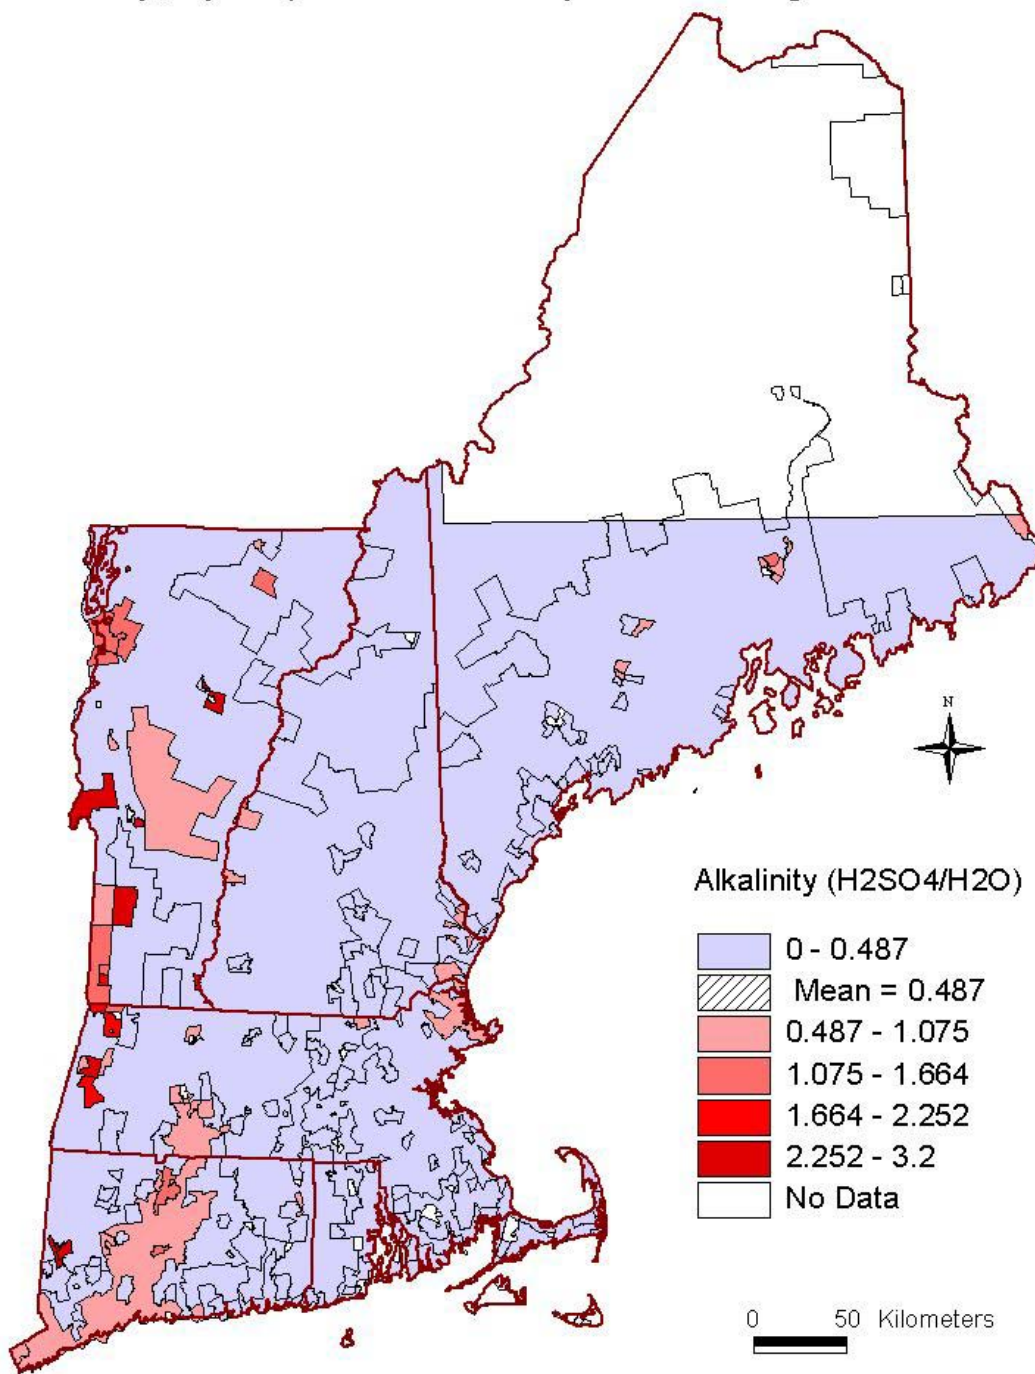 N
Alkalinity (H2SO4/H2O)
0 - 0.487
Mean = 0.487
0.487 - 1.075
1.075 - 1.664
1.664 - 2.252
2.252 - 3.2
No Data
0 50 Kilometers